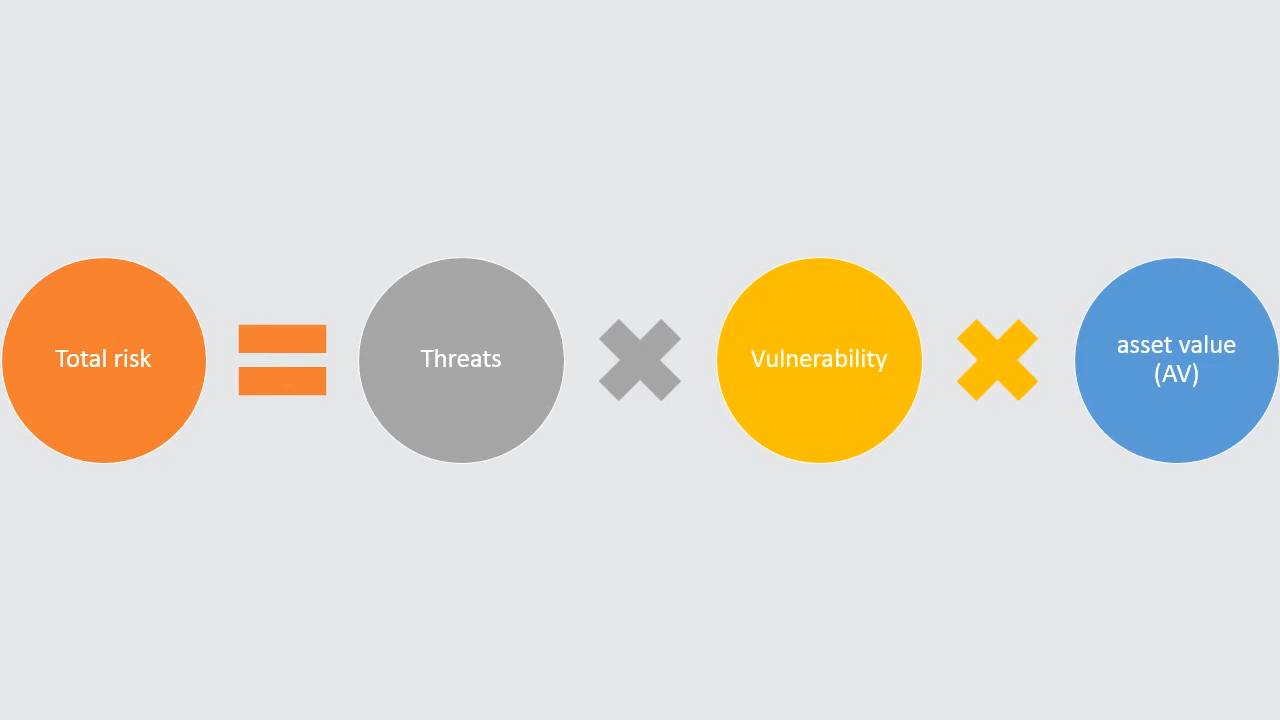 Total risk
Threats
Vulnerability
asset value
(AV)